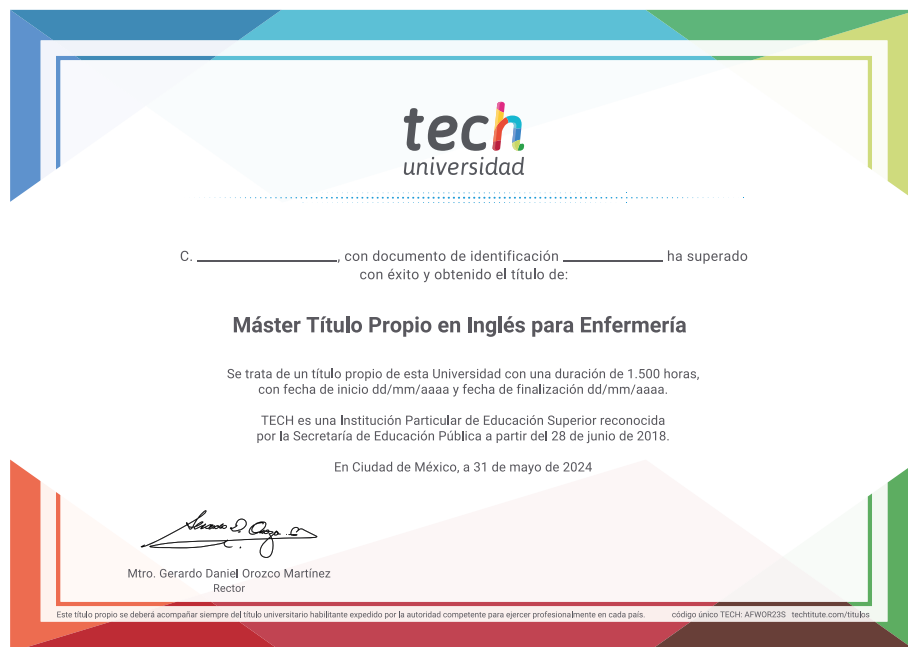 tech
universidad
C. ____________________, con documento de identificación ______________ ha superado
con éxito y obtenido el título de:
Máster Título Propio en Inglés para Enfermería
Se trata de un título propio de esta Universidad con una duración de 1.500 horas,
con fecha de inicio dd/mm/aaaa y fecha de finalización dd/mm/aaaa.
TECH es una Institución Particular de Educación Superior reconocida
por la Secretaría de Educación Pública a partir del 28 de junio de 2018.
En Ciudad de México, a 31 de mayo de 2024
Mtro. Gerardo Daniel Orozco Martínez
Rector
Este título propio se deberá acompañar siempre del título universitario habilitante expedido por la autoridad competente para ejercer profesionalmente en cada país. código único TECH: AFWOR23S techtitute.com/titulos